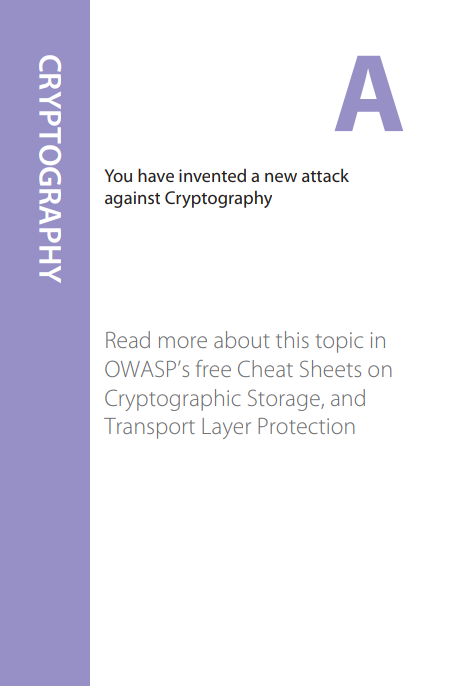 CRYPTOGRAPHY
A
You have invented a new attack
against Cryptography
Read more about this topic in
OWASP’s free Cheat Sheets on
Cryptographic Storage, and
Transport Layer Protection